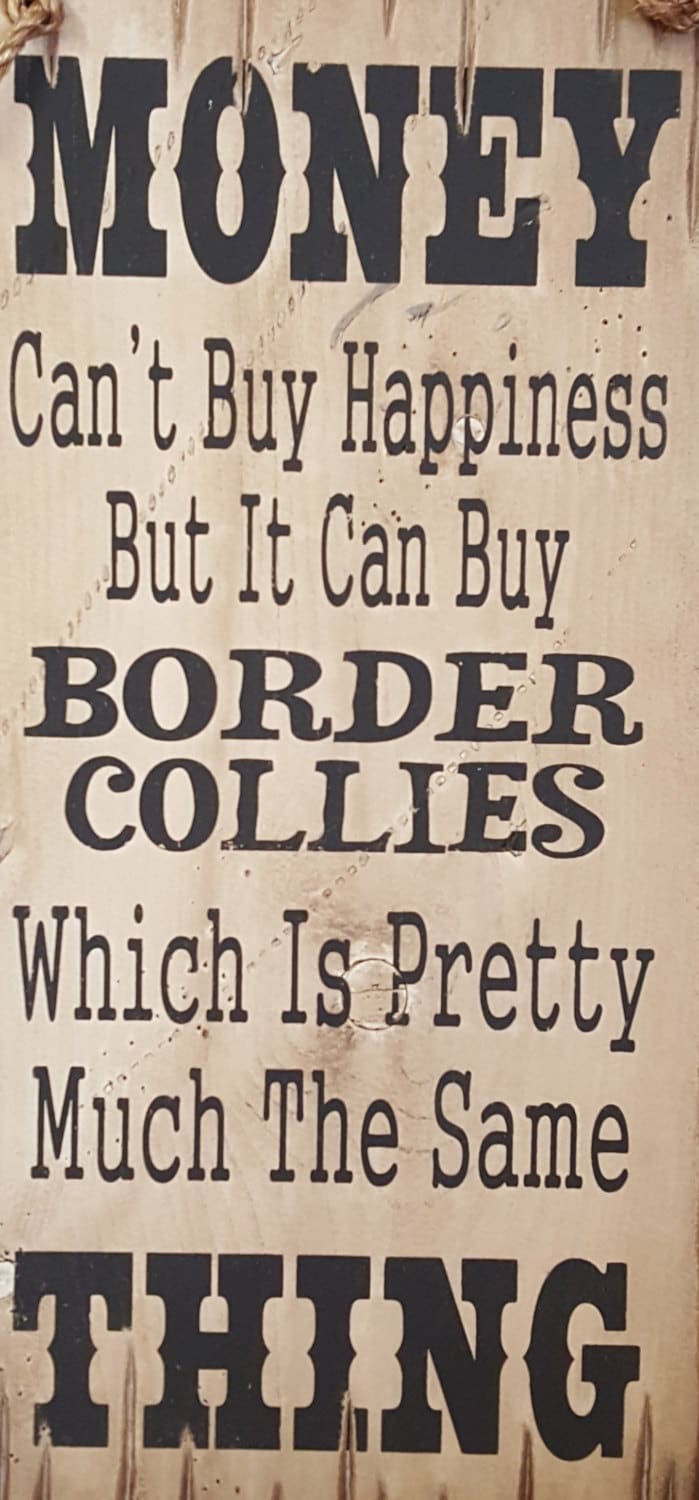 MONEY
Can't Buy Happiness
But It Can Buy
BORDER
COLLIES
Which Is Pretty
Much The Same
THING